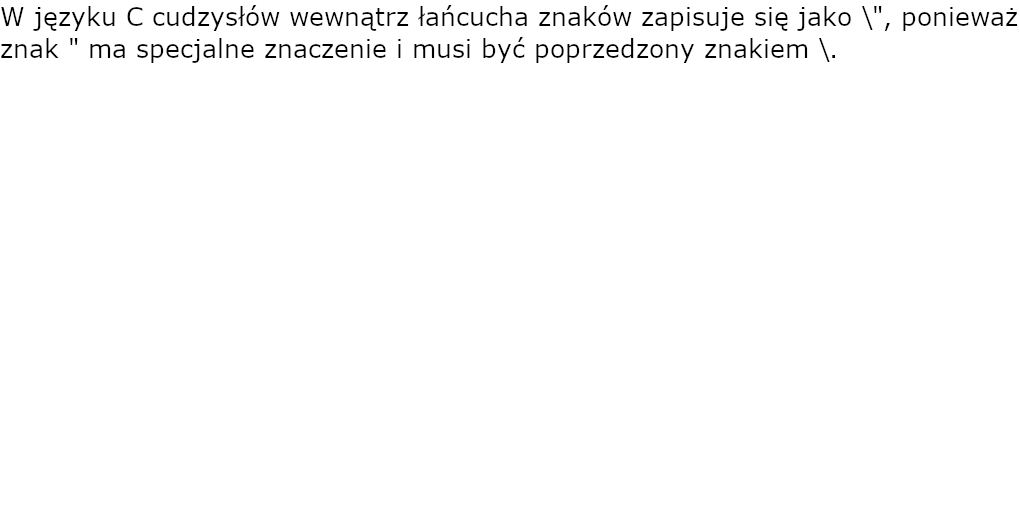 W języku C cudzysłów wewnątrz łańcucha znaków zapisuje się jako \", ponieważ
znak " ma specjalne znaczenie i musi być poprzedzony znakiem \.